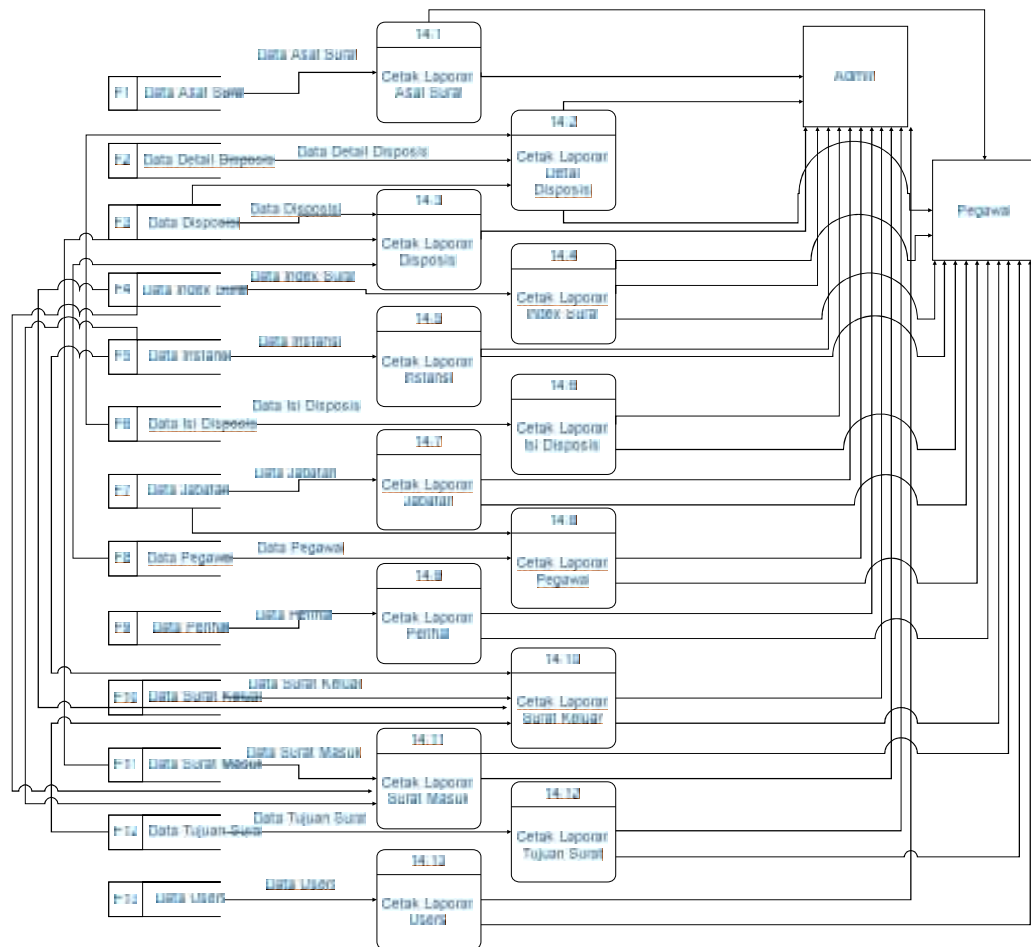 14.1
Data Asal Surat
Cetak Laporan
Asal Surat
Admin
F1 Data Asal Surat
14.2
F2 Data Detail Disposisi
Data Detail Disposisi
Cetak Laporan
Detail
Disposisi
Pegawai
F3 Data Disposisi
Data Disposisi
14.3
Cetak Laporan
Disposisi
F4 Data Index Surat
Data Index Surat
14.4
Cetak Laporan
Index Surat
F5 Data Instansi
Data Instansi
14.5
Cetak Laporan
Instansi
F6 Data Isi Disposisi
Data Isi Disposisi
14.6
Cetak Laporan
Isi Disposisi
F7 Data Jabatan
Data Jabatan
14.7
Cetak Laporan
Jabatan
F8 Data Pegawai
Data Pegawai
Cetak Laporan
Pegawai
F9 Data Perihal
Data Perihal
14.9
Cetak Laporan
Perihal
F10 Data Surat Keluar
Data Surat Keluar
14.10
Cetak Laporan
Surat Keluar
F11 Data Surat Masuk
Data Surat Masuk
14.11
Cetak Laporan
Surat Masuk
F12 Data Tujuan Surat
Data Tujuan Surat
14.12
Cetak Laporan
Tujuan Surat
F13 Data Users
Data Users
14.13
Cetak Laporan
Users